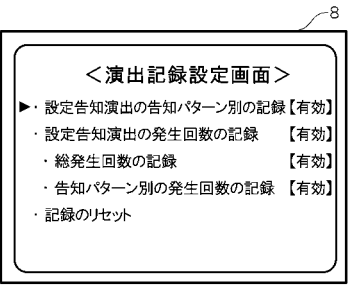 8
＜演出記録設定画面＞
▶・設定告知演出の告知パターン別の記録【有効】
・設定告知演出の発生回数の記録 【有効】
・総発生回数の記録 【有効】
・告知パターン別の発生回数の記録 【有効】
・記録のリセット